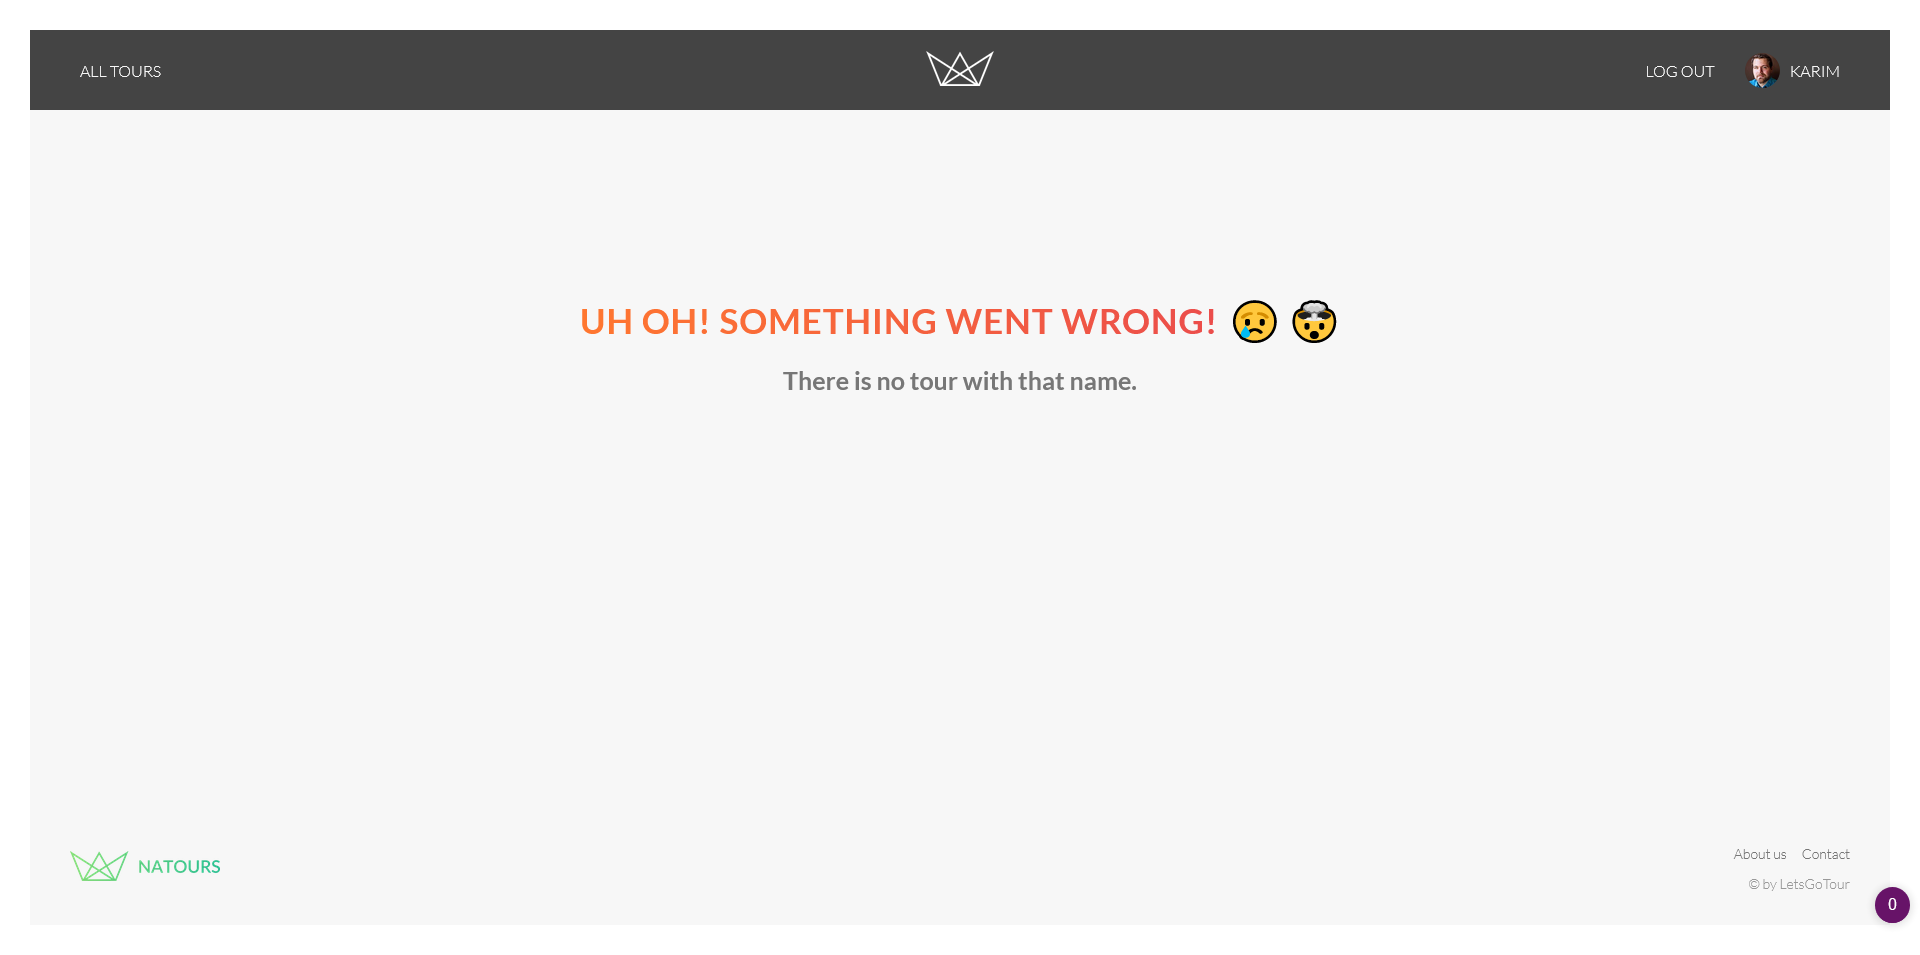 ALL TOURS
LOG OUT
KARIM
UH OH! SOMETHING WENT WRONG! 😢 🤯
There is no tour with that name.
NATOURS
About us
Contact
© by LetsGoTour
0